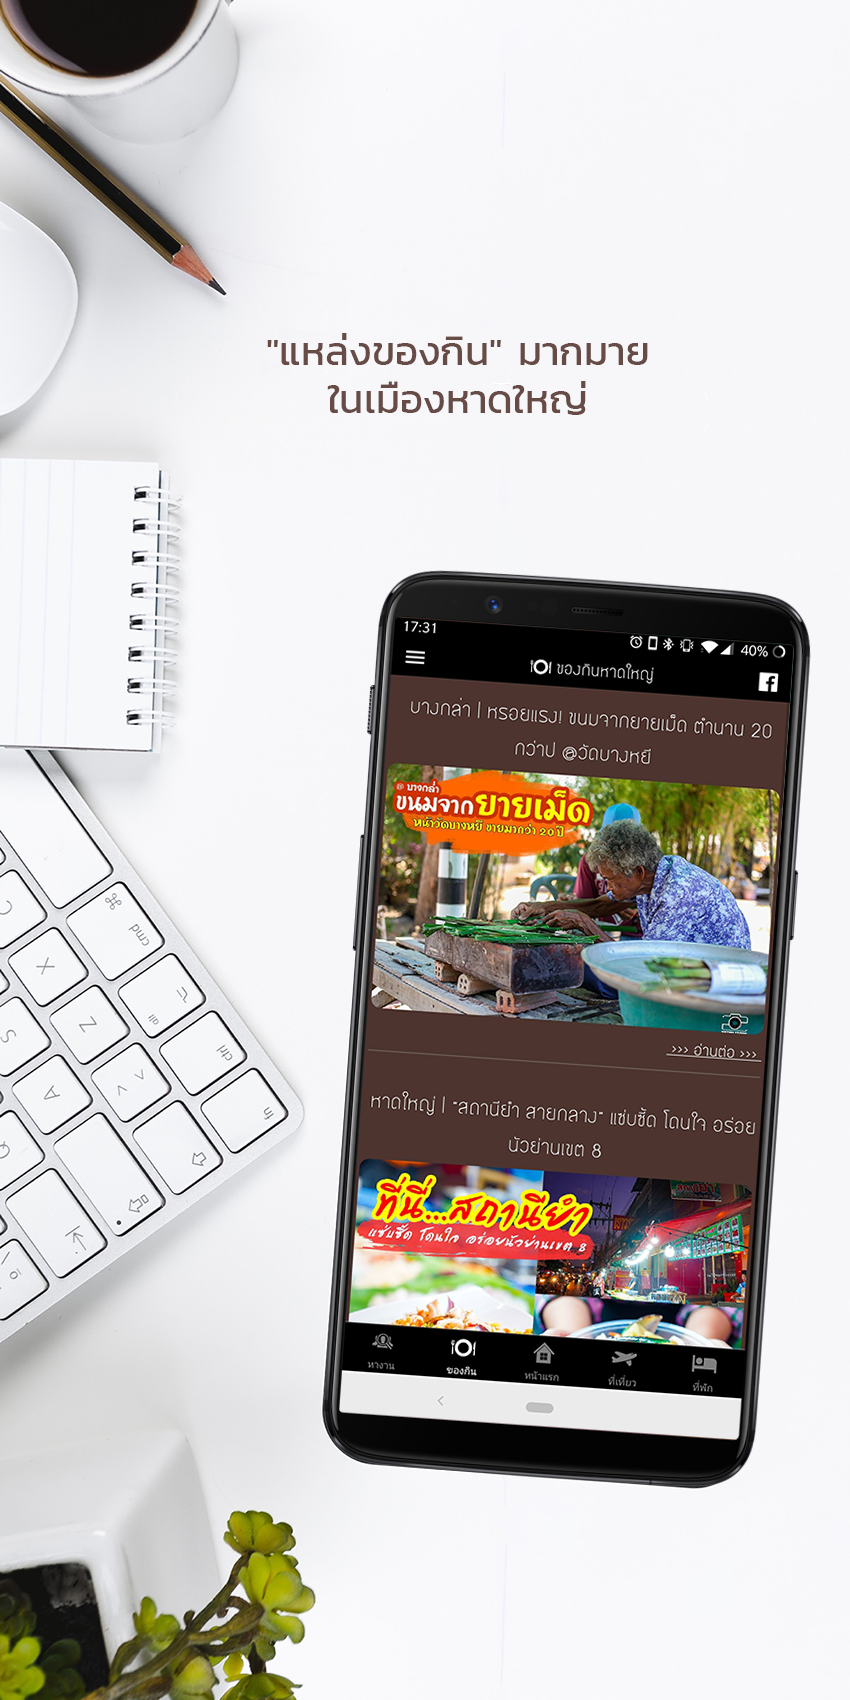 "แหล่งของกิน" มากมาย
ในเมืองหาดใหญ่
17:31
40%
ของกินหาดใหญ่
บางกล่ำ | หรอยแรง! ขนมจากยายเม็ด ตำนาน 20
กว่าปี @วัดบางหยี
@ บางกล่ำ
ขนมจากยายเม็ด
หน้าวัดบางหยี ขายมากว่า 20 ปี
>>> อ่านต่อ >>>
หาดใหญ่ | "สถานียำ สายกลาง" แซ่บซี้ด โดนใจ อร่อย
นัวย่านเขต 8
ที่นี่...สถานียำ
แซ่บซี้ด โดนใจ อร่อยนัวย่านเขต 8
หางาน
ของกิน
หน้าแรก
ที่เที่ยว
ที่พัก
cmd
alt
ctrl
fn
C
X
Z
S
A
Q